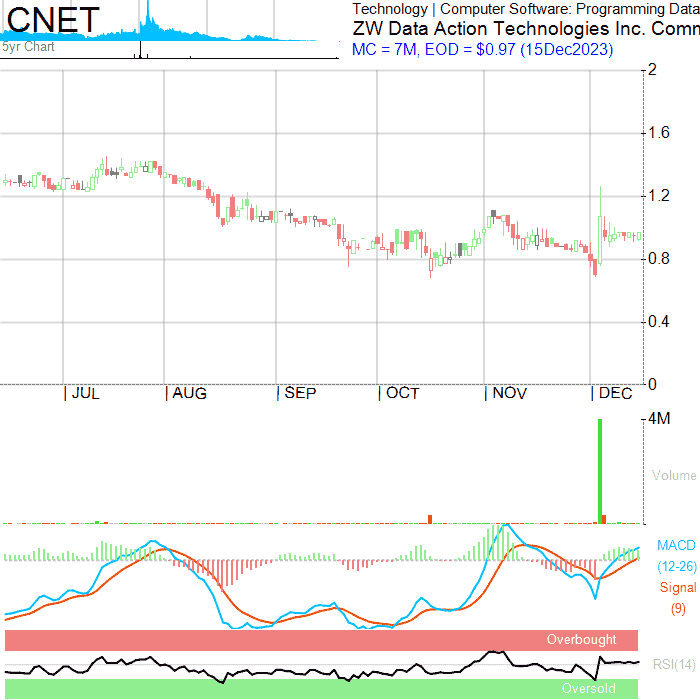 CNET
5yr Chart
Technology | Computer Software: Programming Data
ZW Data Action Technologies Inc. Comm
MC = 7M, EOD = $0.97 (15Dec2023)
2
1.6
1.2
0.8
0.4
0
JUL AUG SEP OCT NOV DEC
4M
Volume
MACD
(12-26)
Signal
(9)
Overbought
RSI(14)
Oversold